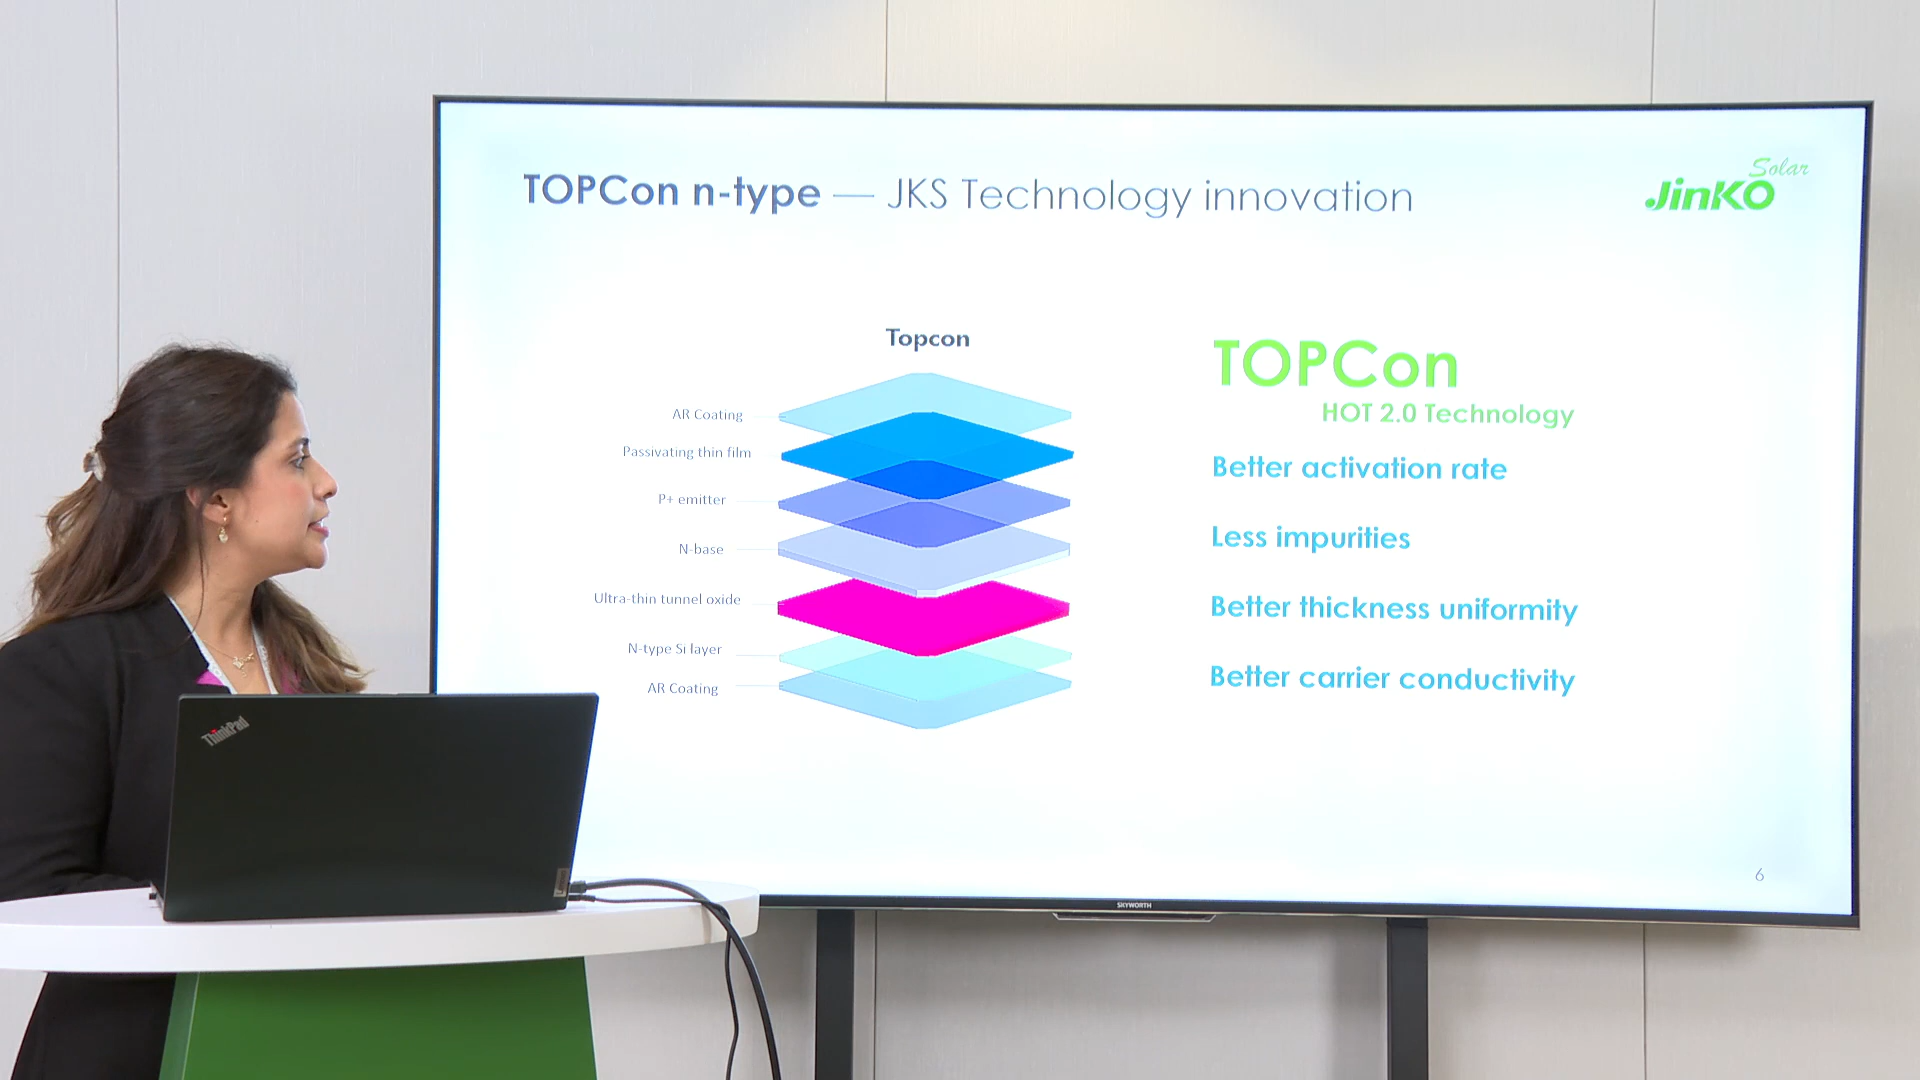 TOPCon n-type — JKS Technology innovation
Solar
JinKO
Topcon
AR Coating
Passivating thin film
P+ emitter
N-base
Ultra-thin tunnel oxide
N-type Si layer
AR Coating
TOPCon
HOT 2.0 Technology
Better activation rate
Less impurities
Better thickness uniformity
Better carrier conductivity
6
SKYWORTH
ThinkPad